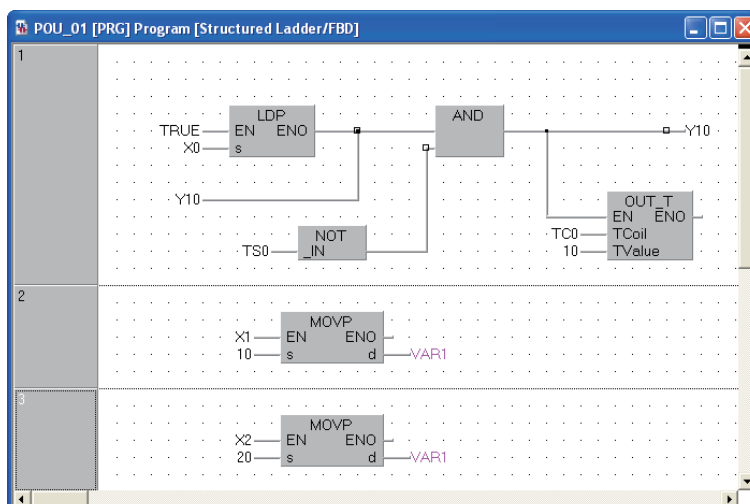 POU_01 [PRG] Program [Structured Ladder/FBD]
1
LDP
AND
TRUE EN ENO Y10
X0 s
Y10
OUT_T
EN ENO
NOT
TC0 TCoil
TS0 _IN
10 TValue
2
MOVP
X1 EN ENO
10 s d VAR1
3
MOVP
X2 EN ENO
20 s d VAR1